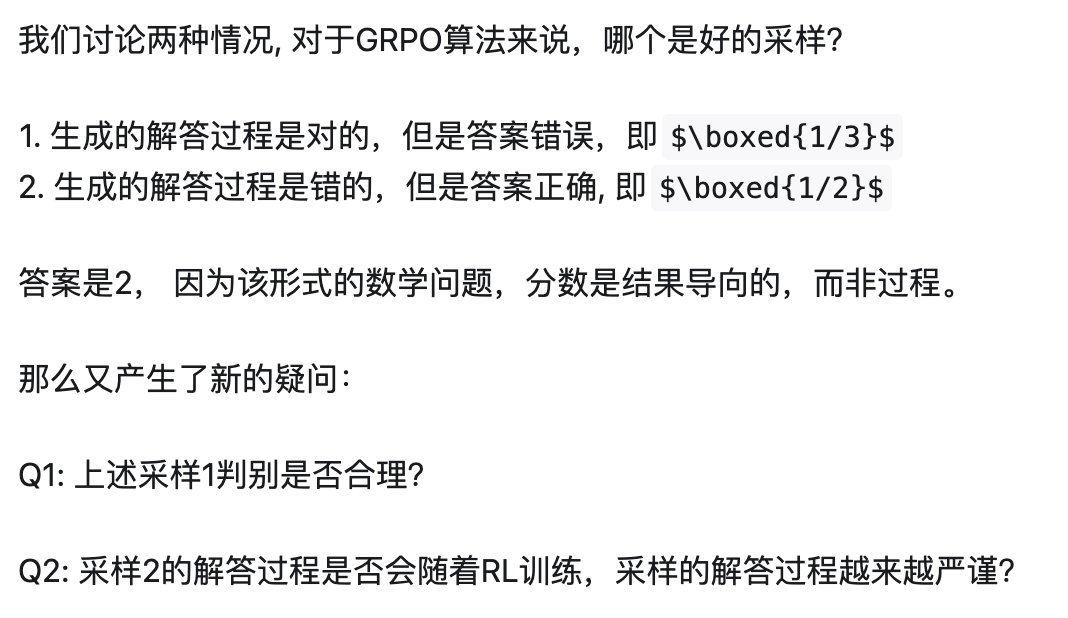 我们讨论两种情况, 对于GRPO算法来说，哪个是好的采样?
1. 生成的解答过程是对的，但是答案错误，即 $\boxed{1/3}$
2. 生成的解答过程是错的，但是答案正确, 即 $\boxed{1/2}$
答案是2， 因为该形式的数学问题，分数是结果导向的，而非过程。
那么又产生了新的疑问：
Q1: 上述采样1判别是否合理?
Q2: 采样2的解答过程是否会随着RL训练，采样的解答过程越来越严谨?